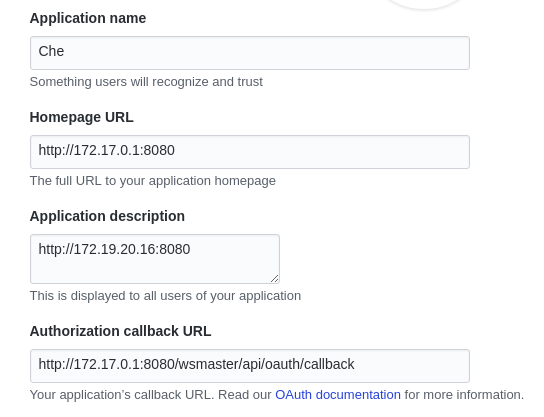 Application name
Che
Something users will recognize and trust
Homepage URL
http://172.17.0.1:8080
The full URL to your application homepage
Application description
http://172.19.20.16:8080
This is displayed to all users of your application
Authorization callback URL
http://172.17.0.1:8080/wsmaster/api/oauth/callback
Your application’s callback URL. Read our OAuth documentation for more information.